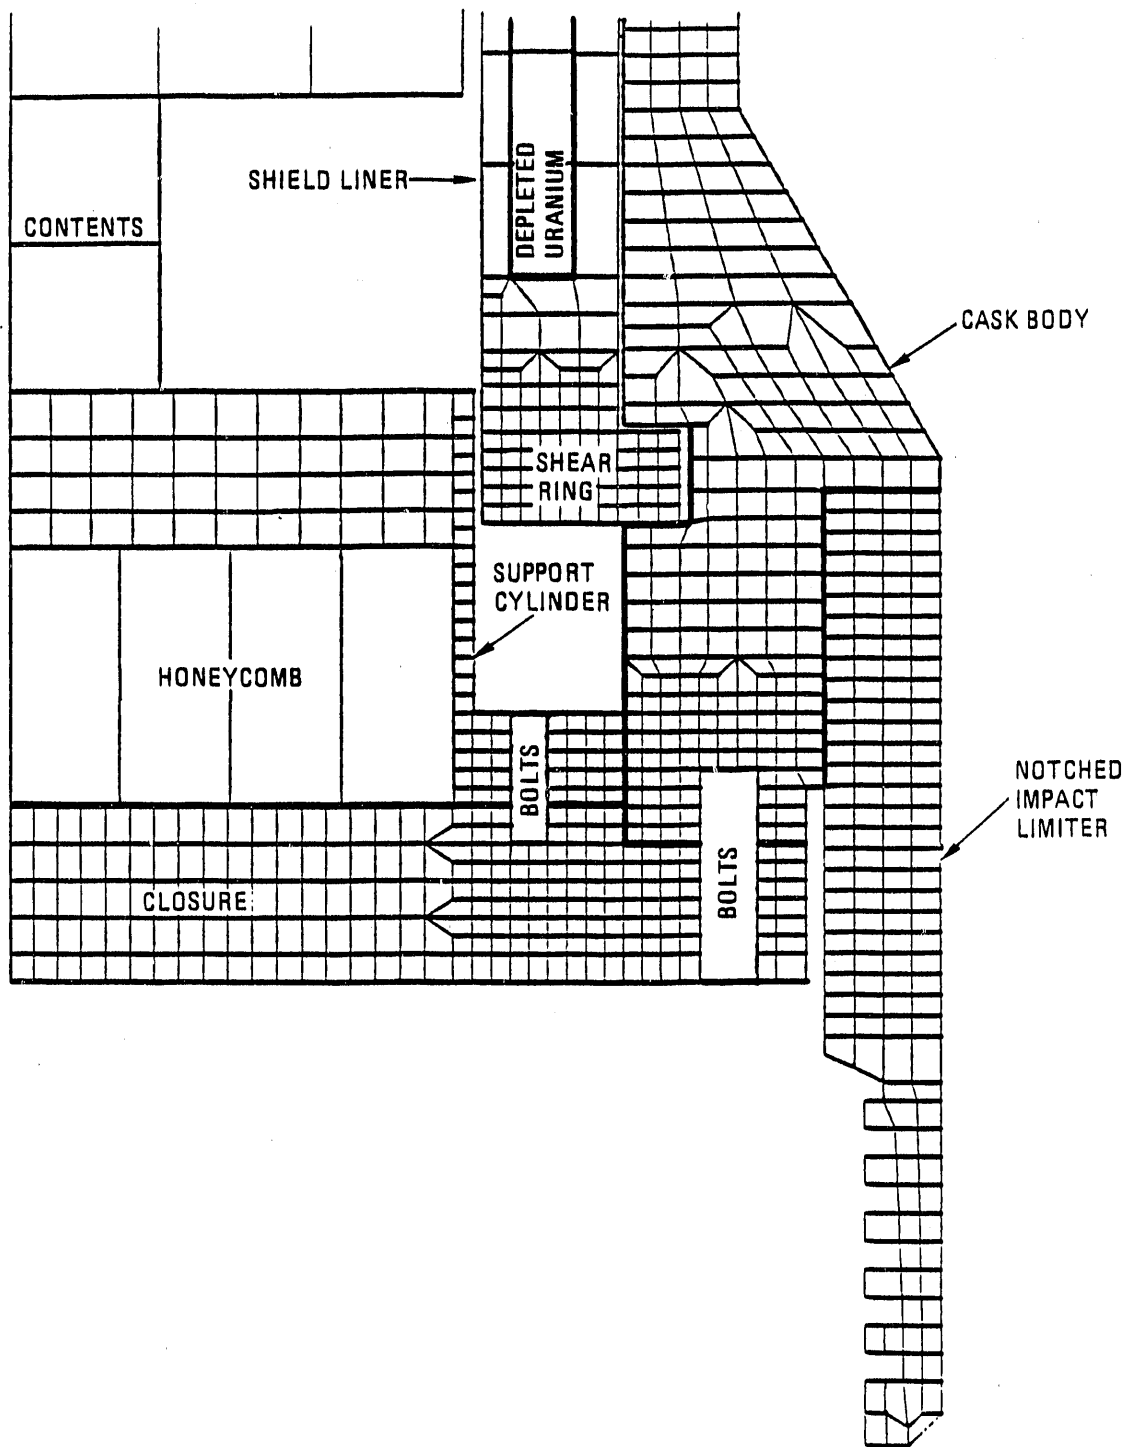 DEPLETED
URANIUM
SHIELD LINER
CONTENTS
CASK BODY
SHEAR
RING
SUPPORT
CYLINDER
HONEYCOMB
BOLTS
NOTCHED
IMPACT
LIMITER
BOLTS
CLOSURE